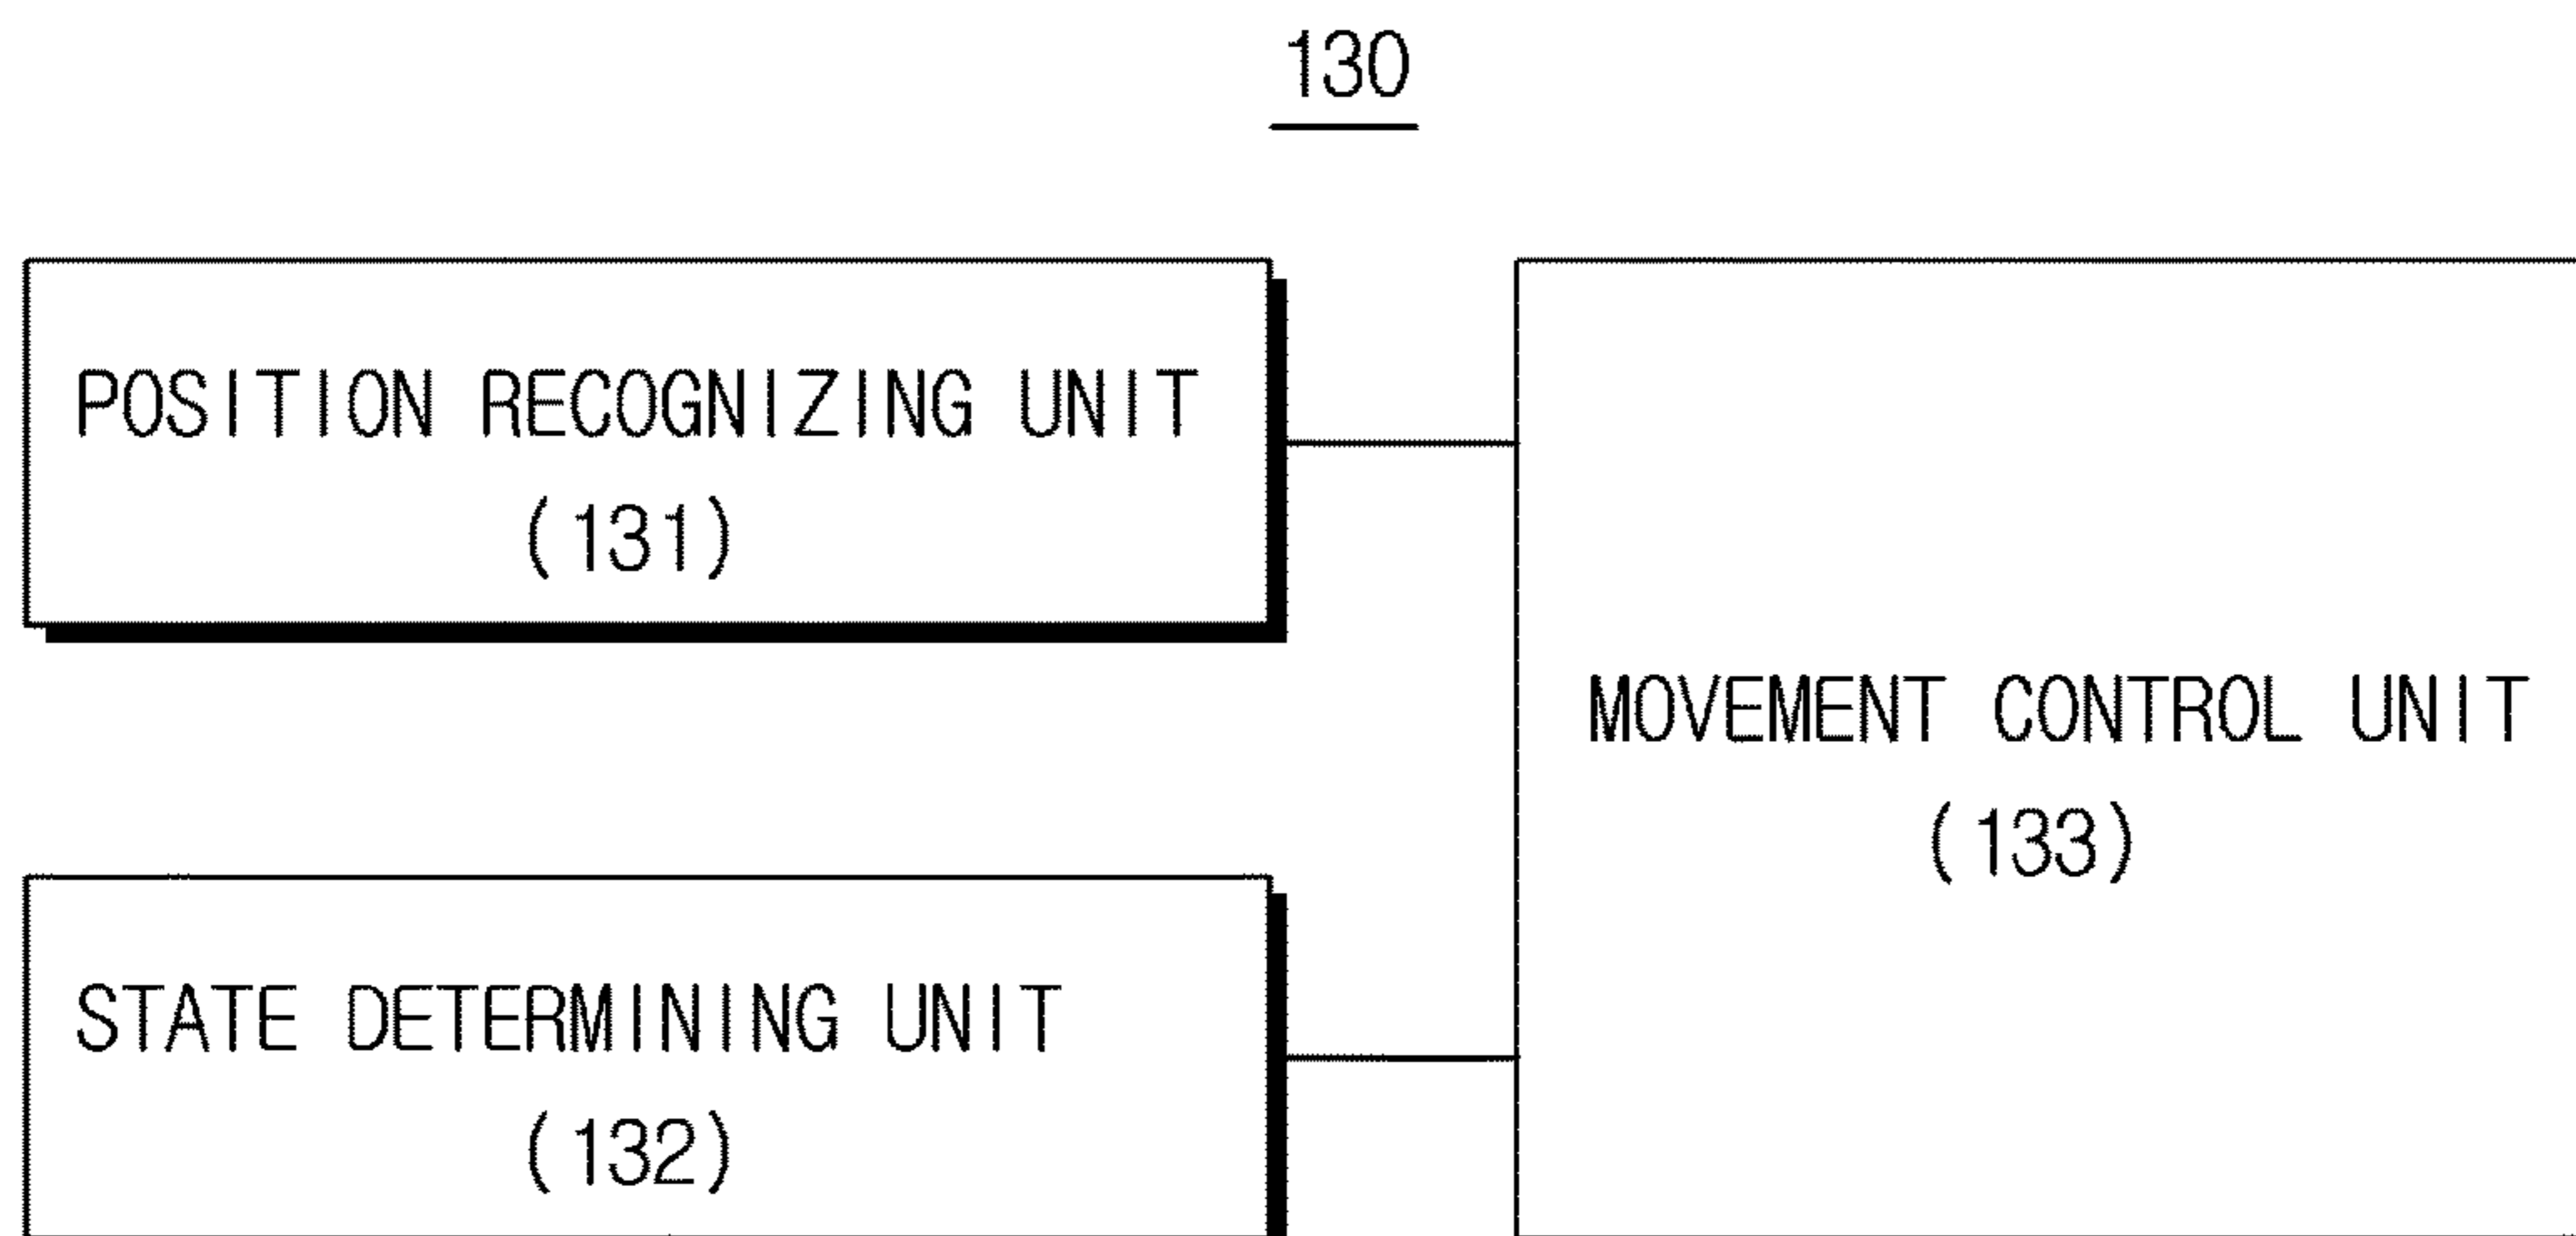 130
POSITION RECOGNIZING UNIT
(131)
MOVEMENT CONTROL UNIT
(133)
STATE DETERMINING UNIT
(132)